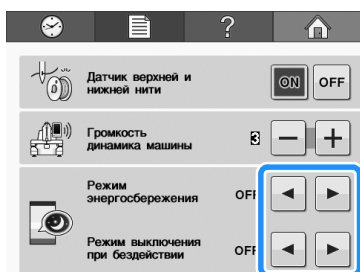 ?
Датчик верхней и
нижней нити
ON OFF
Громкость
динамика машины
3 − +
Режим
энергосбережения
OFF
Режим выключения
при бездействии
OFF